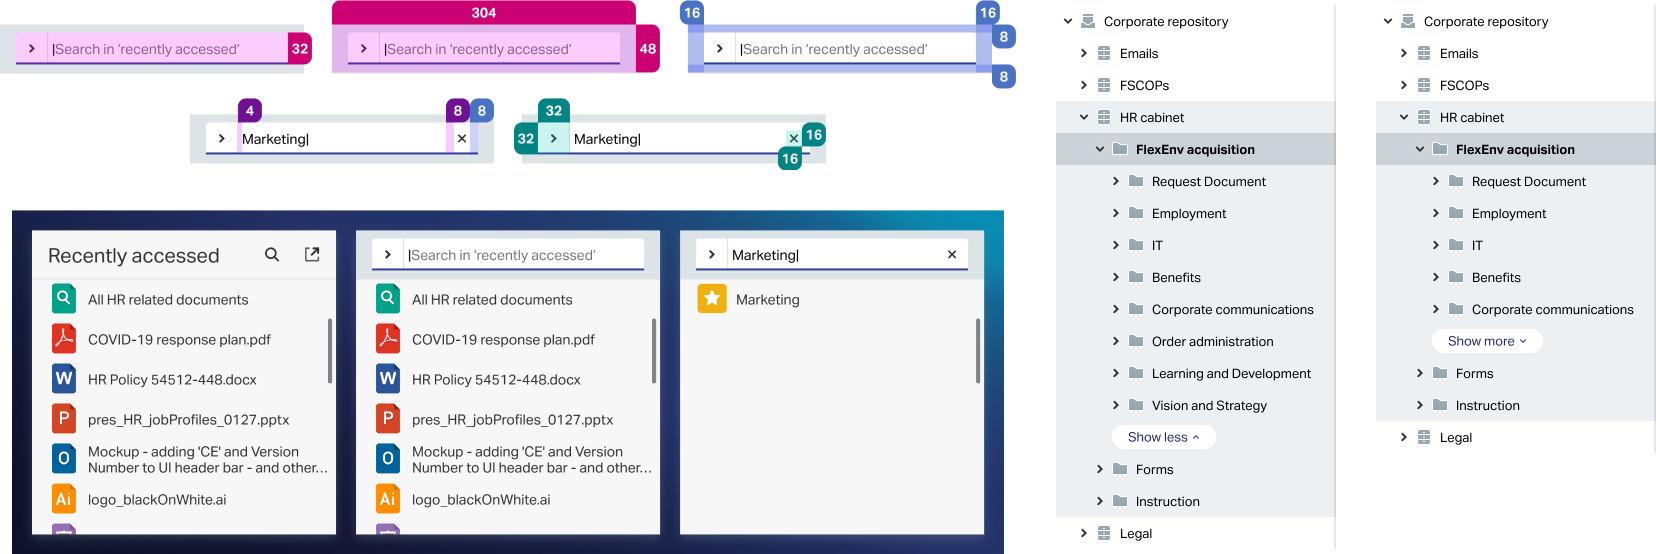 304
|Search in ‘recently accessed’
32
|Search in ‘recently accessed’
48
16
16
|Search in ‘recently accessed’
8
8
4
8
8
Marketing|
32
32
Marketing|
16
16
Recently accessed
All HR related documents
COVID-19 response plan.pdf
W
HR Policy 54512-448.docx
P
pres_HR_jobProfiles_0127.pptx
O
Mockup - adding 'CE' and Version
Number to UI header bar - and other...
Ai
logo_blackOnWhite.ai
|Search in ‘recently accessed’
All HR related documents
COVID-19 response plan.pdf
W
HR Policy 54512-448.docx
P
pres_HR_jobProfiles_0127.pptx
O
Mockup - adding 'CE' and Version
Number to UI header bar - and other...
Ai
logo_blackOnWhite.ai
Marketing|
Marketing
Corporate repository
Emails
FSCOPs
HR cabinet
FlexEnv acquisition
Request Document
Employment
IT
Benefits
Corporate communications
Order administration
Learning and Development
Vision and Strategy
Show less
Forms
Instruction
Legal
Corporate repository
Emails
FSCOPs
HR cabinet
FlexEnv acquisition
Request Document
Employment
IT
Benefits
Corporate communications
Show more
Forms
Instruction
Legal